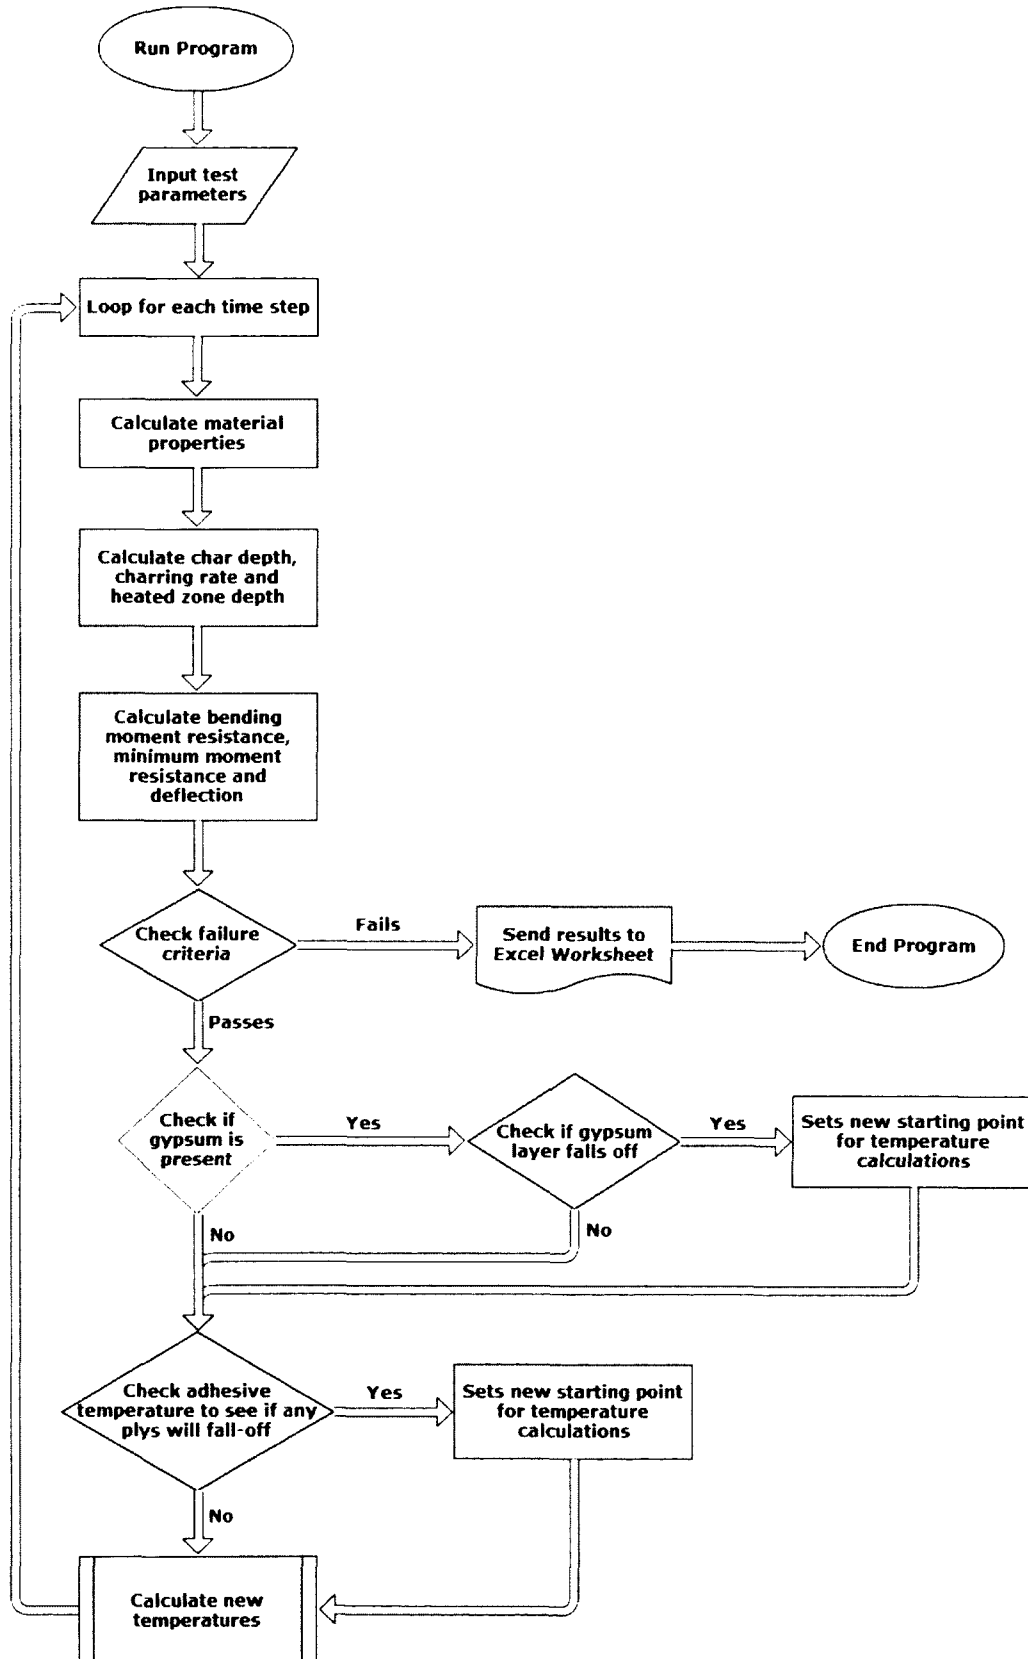 Run Program
Input test
parameters
Loop for each time step
Calculate material
properties
Calculate char depth,
charring rate and
heated zone depth
Calculate bending
moment resistance,
minimum moment
resistance and
deflection
Check failure
criteria
Fails
Send results to
Excel Worksheet
End Program
Passes
Check if
gypsum is
present
Yes
Check if gypsum
layer falls off
Yes
Sets new starting point
for temperature
calculations
No
No
Check adhesive
temperature to see if any
plys will fall-off
Yes
Sets new starting point
for temperature
calculations
No
Calculate new
temperatures